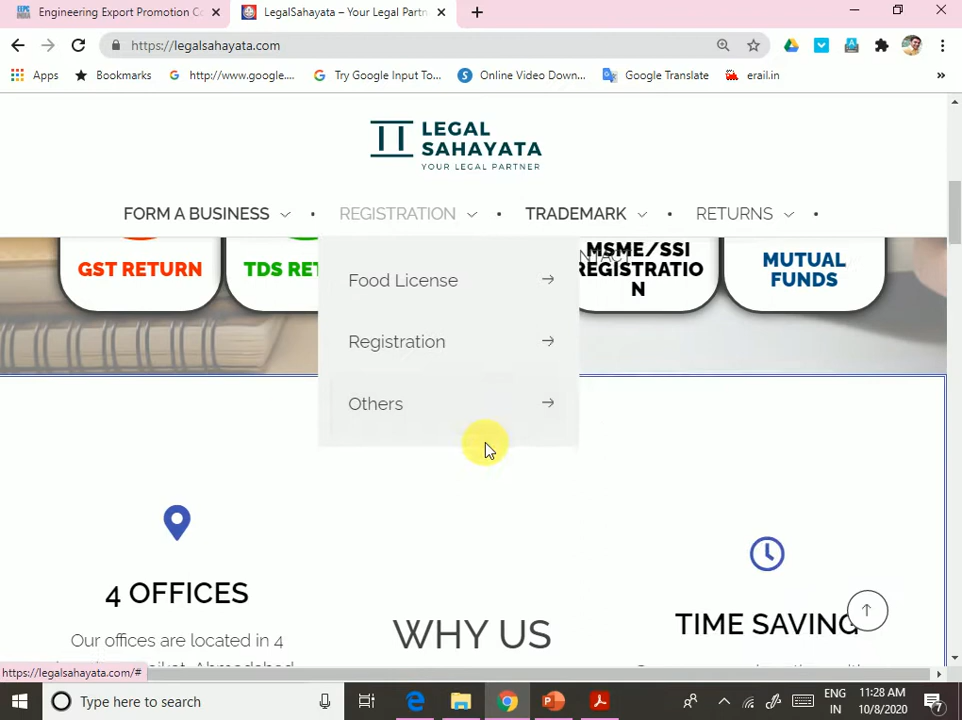 Engineering Export Promotion Co
LegalSahayata – Your Legal Partn
https://legalsahayata.com
Apps
Bookmarks
http://www.google....
Try Google Input To...
Online Video Down...
Google Translate
erail.in
LEGAL
SAHAYATA
YOUR LEGAL PARTNER
FORM A BUSINESS
REGISTRATION
TRADEMARK
RETURNS
GST RETURN
TDS RET
MSME/SSI
REGISTRATIO
N
MUTUAL
FUNDS
Food License
Registration
Others
4 OFFICES
Our offices are located in 4
WHY US
TIME SAVING
https://legalsahayata.com/#
Type here to search
ENG
IN
11:28 AM
10/8/2020
7